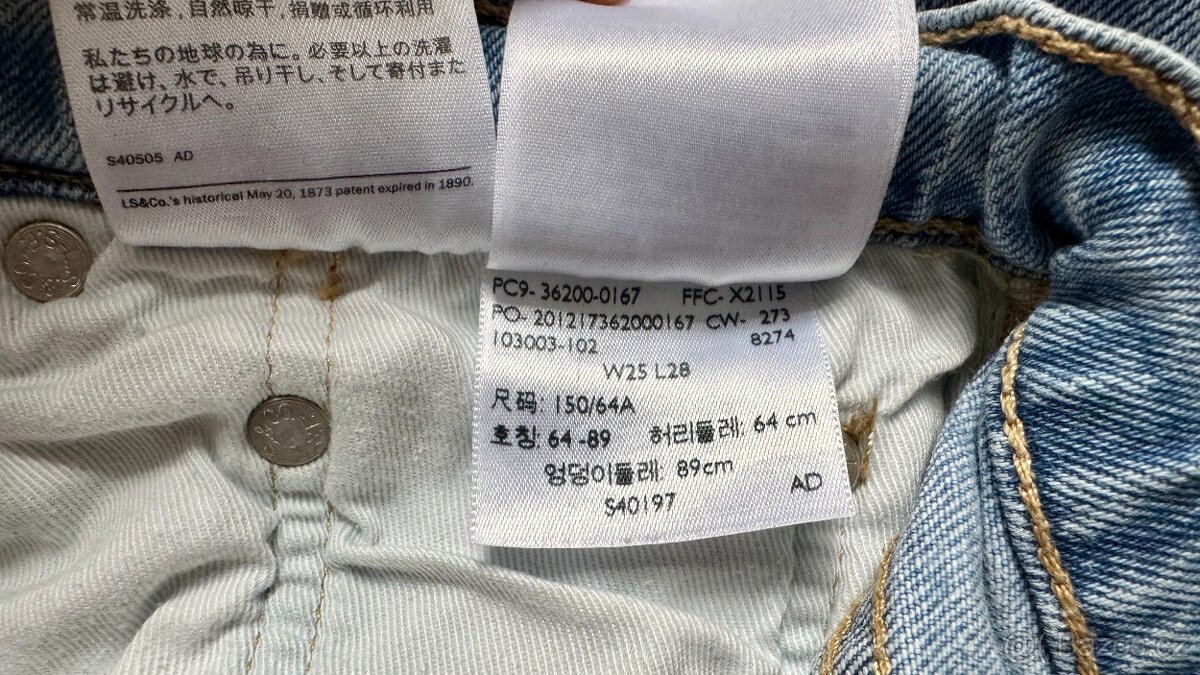 常温洗涤,自然晾干,捐赠或循环利用
私たちの地球の為に。必要以上の洗濯
は避け、水で、吊り干し、そして寄付また
リサイクルへ。
S40505 AD
LS&Co.'s historical May 20, 1873 patent expired in 1890.
PC9- 36200-0167 FFC- X2115
PO- 201217362000167 CW- 273
103003-102 8274
W25 L28
尺码: 150/64A
호칭: 64 -89 허리둘레: 64 cm
엉덩이둘레: 89cm
S40197 AD